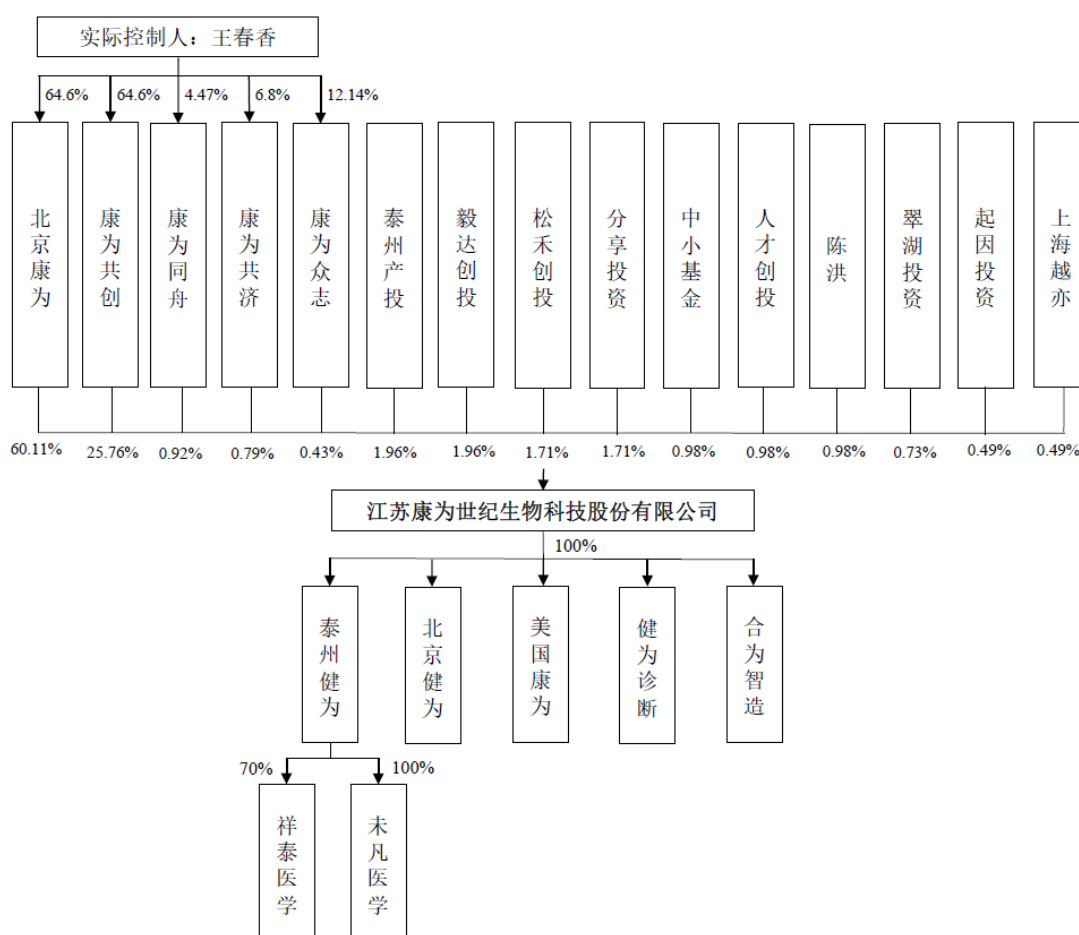 实际控制人：王春香
64.6%
64.6%
4.47%
6.8%
12.14%
北京康为
康为共创
康为同舟
康为共济
康为众志
泰州产投
毅达创投
松禾创投
分享投资
中小基金
人才创投
陈洪
翠湖投资
起因投资
上海越亦
60.11%
25.76%
0.92%
0.79%
0.43%
1.96%
1.96%
1.71%
1.71%
0.98%
0.98%
0.98%
0.73%
0.49%
0.49%
江苏康为世纪生物科技股份有限公司
100%
泰州健为
北京健为
美国康为
健为诊断
合为智造
70%
100%
祥泰医学
未凡医学